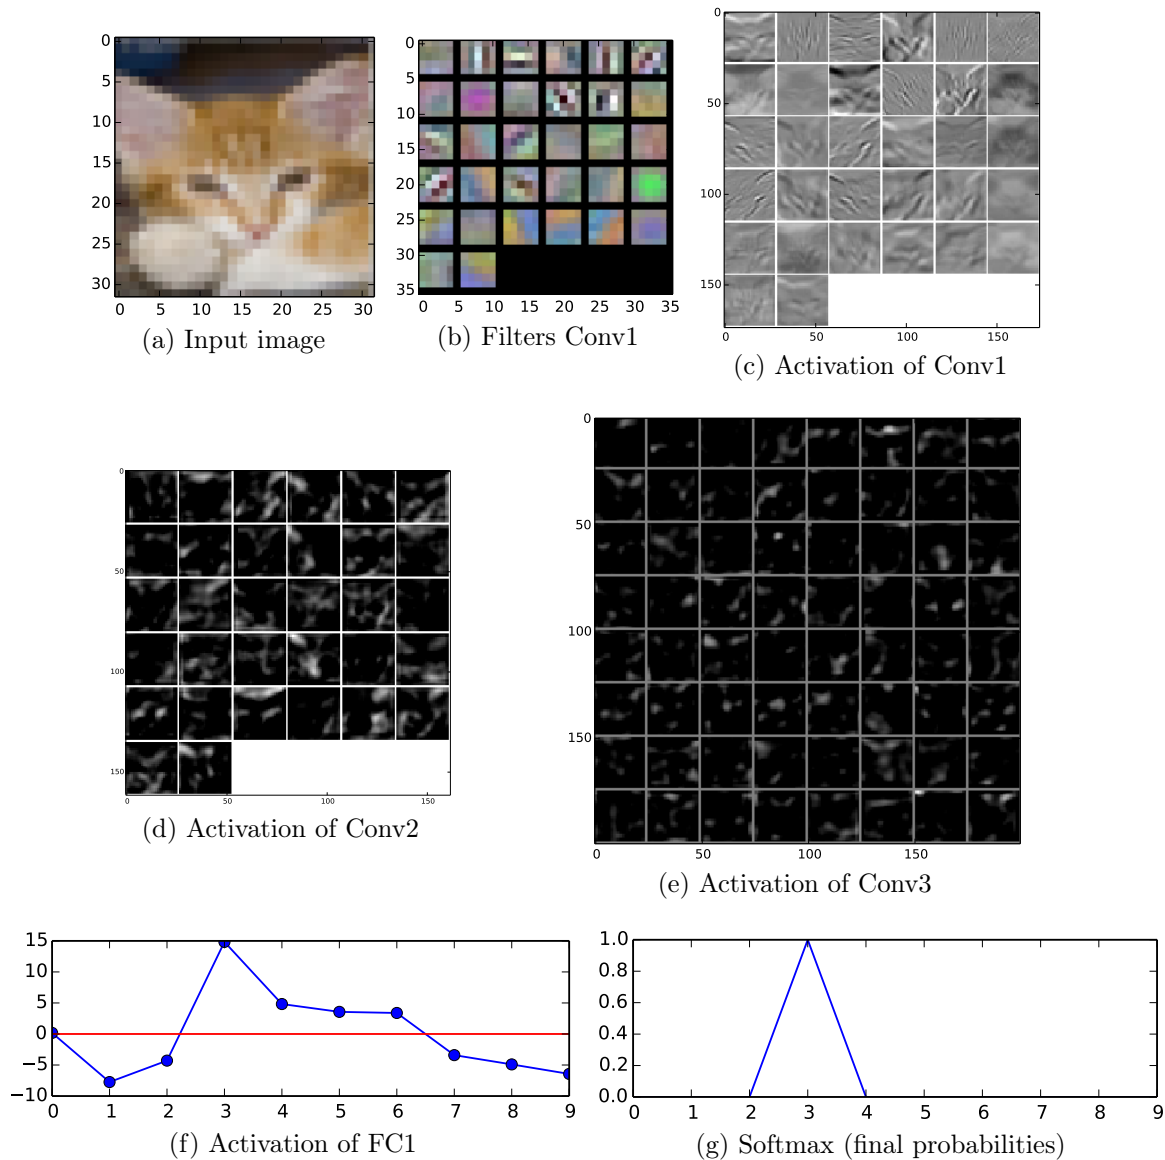 0
5
10
15
20
25
30
0 5 10 15 20 25 30
(a) Input image
0
5
10
15
20
25
30
35
0 5 10 15 20 25 30 35
(b) Filters Conv1
0
50
100
150
0 50 100 150
(c) Activation of Conv1
0
50
100
150
0 50 100 150
(d) Activation of Conv2
0
50
100
150
0 50 100 150
(e) Activation of Conv3
15
10
5
0
−5
−10
0 1 2 3 4 5 6 7 8 9
(f) Activation of FC1
1.0
0.8
0.6
0.4
0.2
0.0
0 1 2 3 4 5 6 7 8 9
(g) Softmax (final probabilities)